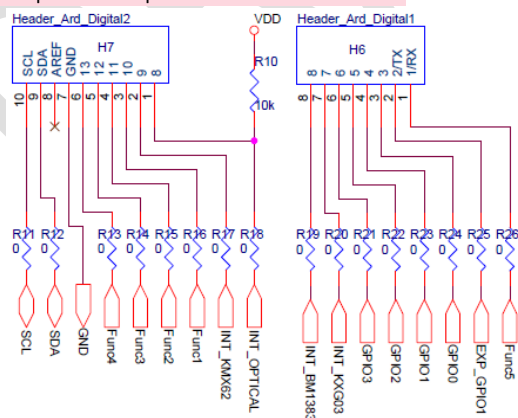 Header_Ard_Digital2
VDD
Header_Ard_Digital1
H7
H6
SCL
SDA
AREF
GND
13
12
11
10
9
8
8
7
6
5
4
3
2/TX
1/RX
10
9
8
7
6
5
4
3
2
1
8
7
6
5
4
3
2
1
R10
10k
R11
0
R12
0
R13
0
R14
0
R15
0
R16
0
R17
0
R18
0
R19
0
R20
0
R21
0
R22
0
R23
0
R24
0
R25
0
R26
0
SCL
SDA
GND
Func4
Func3
Func2
Func1
INT_KMX62
INT_OPTICAL
INT_BM1383
INT_KXG03
GPIO3
GPIO2
GPIO1
GPIO0
EXP_GPIO1
Func5